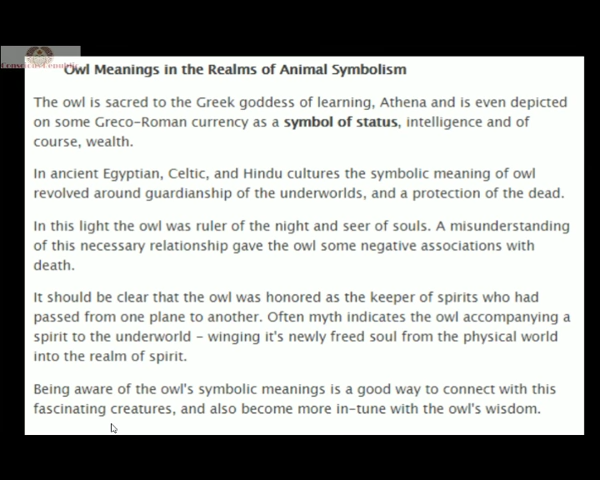 Conscious Republic
Owl Meanings in the Realms of Animal Symbolism
The owl is sacred to the Greek goddess of learning, Athena and is even depicted
on some Greco-Roman currency as a symbol of status, intelligence and of
course, wealth.
In ancient Egyptian, Celtic, and Hindu cultures the symbolic meaning of owl
revolved around guardianship of the underworlds, and a protection of the dead.
In this light the owl was ruler of the night and seer of souls. A misunderstanding
of this necessary relationship gave the owl some negative associations with
death.
It should be clear that the owl was honored as the keeper of spirits who had
passed from one plane to another. Often myth indicates the owl accompanying a
spirit to the underworld - winging it's newly freed soul from the physical world
into the realm of spirit.
Being aware of the owl's symbolic meanings is a good way to connect with this
fascinating creatures, and also become more in-tune with the owl's wisdom.